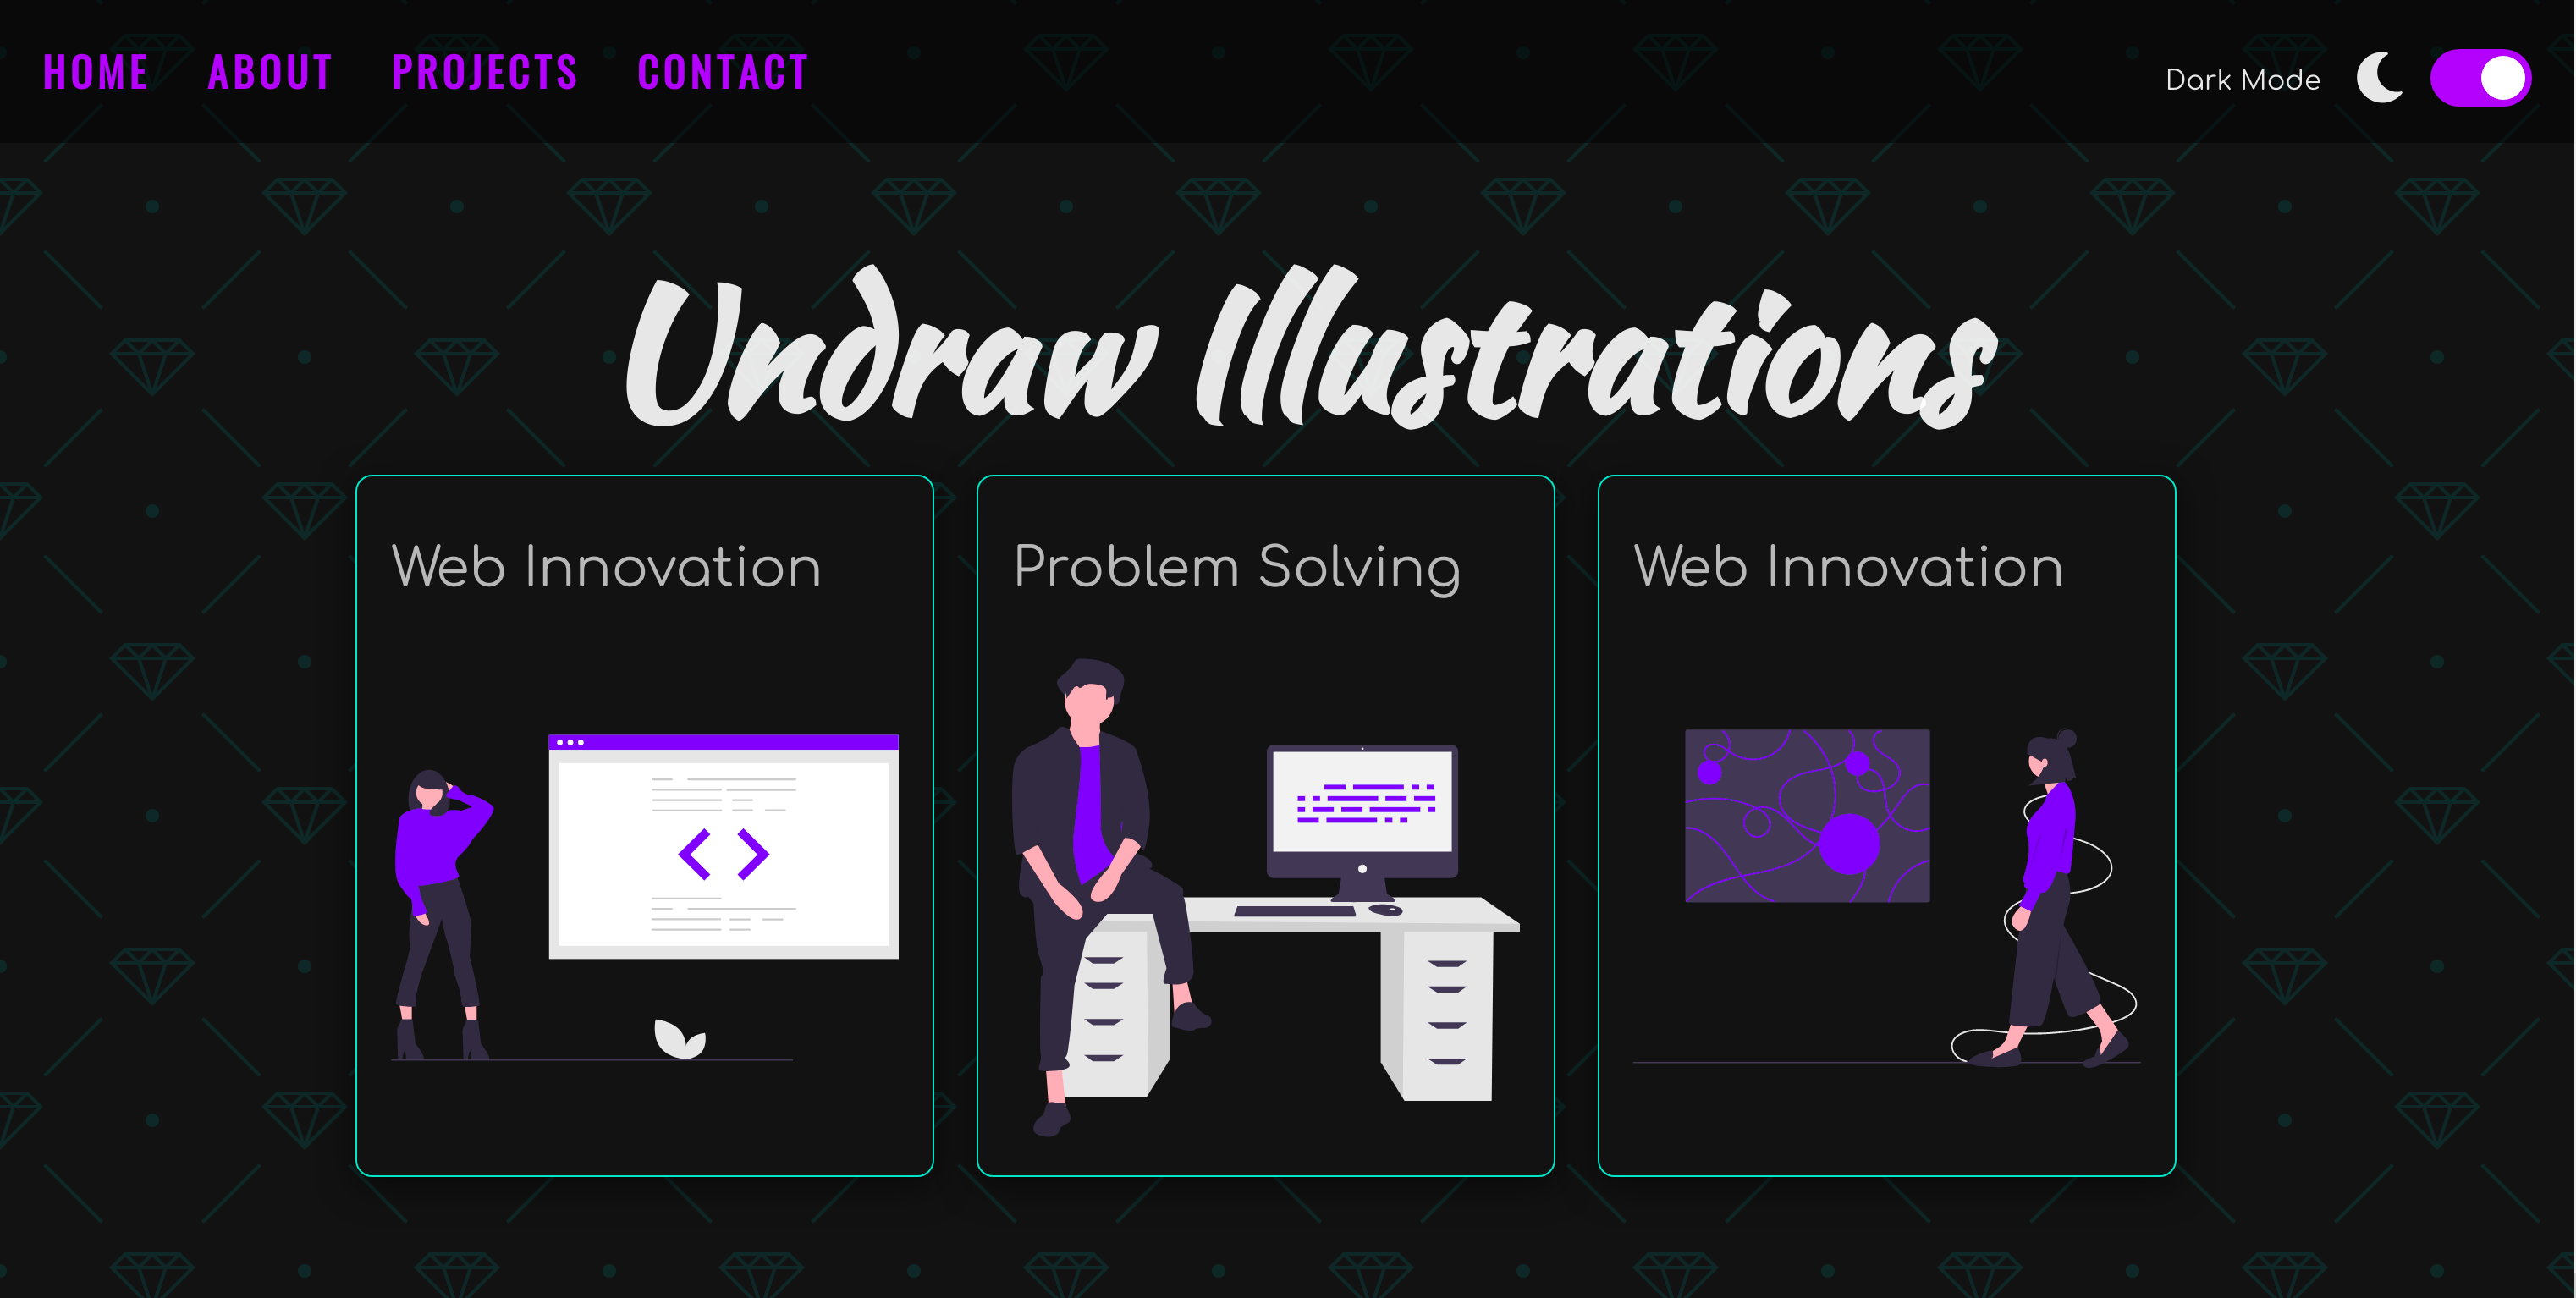 HOME ABOUT PROJECTS CONTACT Dark Mode
Undraw Illustrations
Web Innovation
Problem Solving
Web Innovation